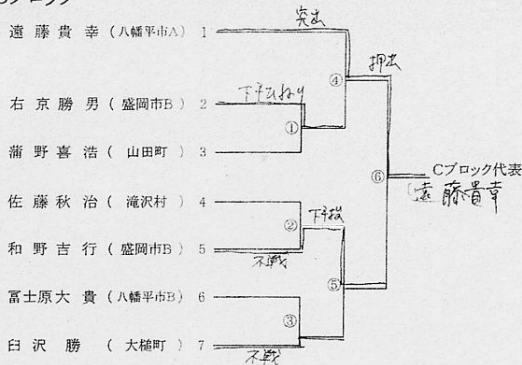 Cブロック
突出
遠藤貴幸 (八幡平市A) 1
④ 押出
右京勝男 (盛岡市B) 2 下手ひねり
①
蒲野喜浩 (山田町) 3
⑥ Cブロック代表
遠藤貴幸
佐藤秋治 (滝沢村) 4
② 下手投
和野吉行 (盛岡市B) 5
不戦
⑤
冨士原大貴 (八幡平市B) 6
③
臼沢勝 (大槌町) 7
不戦